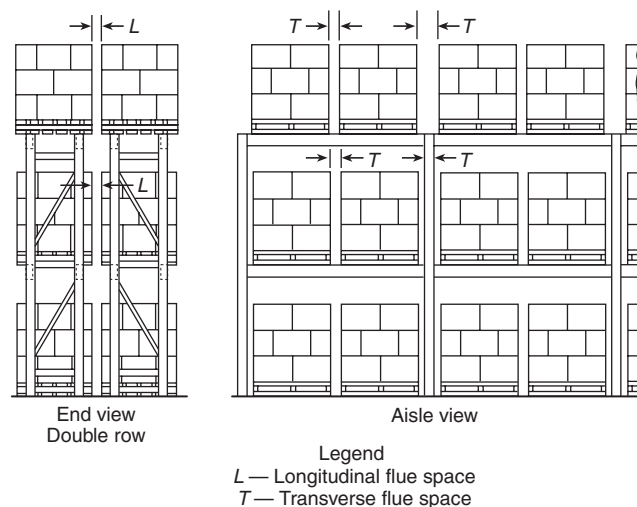 L
T
T
T
T
L
End view
Double row
Aisle view
Legend
L — Longitudinal flue space
T — Transverse flue space